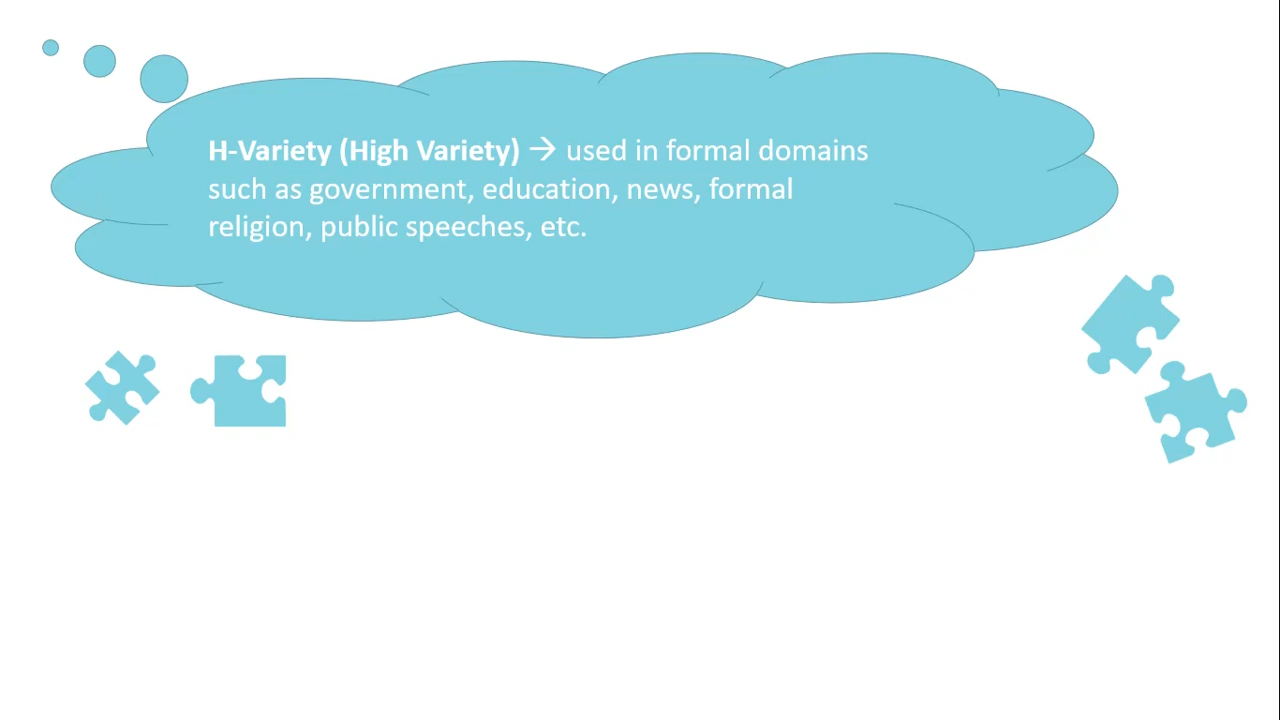 H-Variety (High Variety) → used in formal domains
such as government, education, news, formal
religion, public speeches, etc.